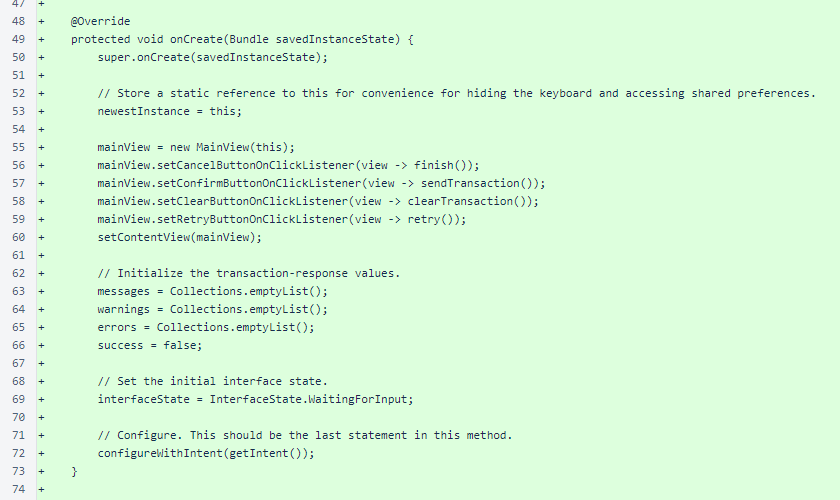 47 +
48 + @Override
49 + protected void onCreate(Bundle savedInstanceState) {
50 + super.onCreate(savedInstanceState);
51 +
52 + // Store a static reference to this for convenience for hiding the keyboard and accessing shared preferences.
53 + newestInstance = this;
54 +
55 + mainView = new MainView(this);
56 + mainView.setCancelButtonOnClickListener(view -> finish());
57 + mainView.setConfirmButtonOnClickListener(view -> sendTransaction());
58 + mainView.setClearButtonOnClickListener(view -> clearTransaction());
59 + mainView.setRetryButtonOnClickListener(view -> retry());
60 + setContentView(mainView);
61 +
62 + // Initialize the transaction-response values.
63 + messages = Collections.emptyList();
64 + warnings = Collections.emptyList();
65 + errors = Collections.emptyList();
66 + success = false;
67 +
68 + // Set the initial interface state.
69 + interfaceState = InterfaceState.WaitingForInput;
70 +
71 + // Configure. This should be the last statement in this method.
72 + configureWithIntent(getIntent());
73 + }
74 +